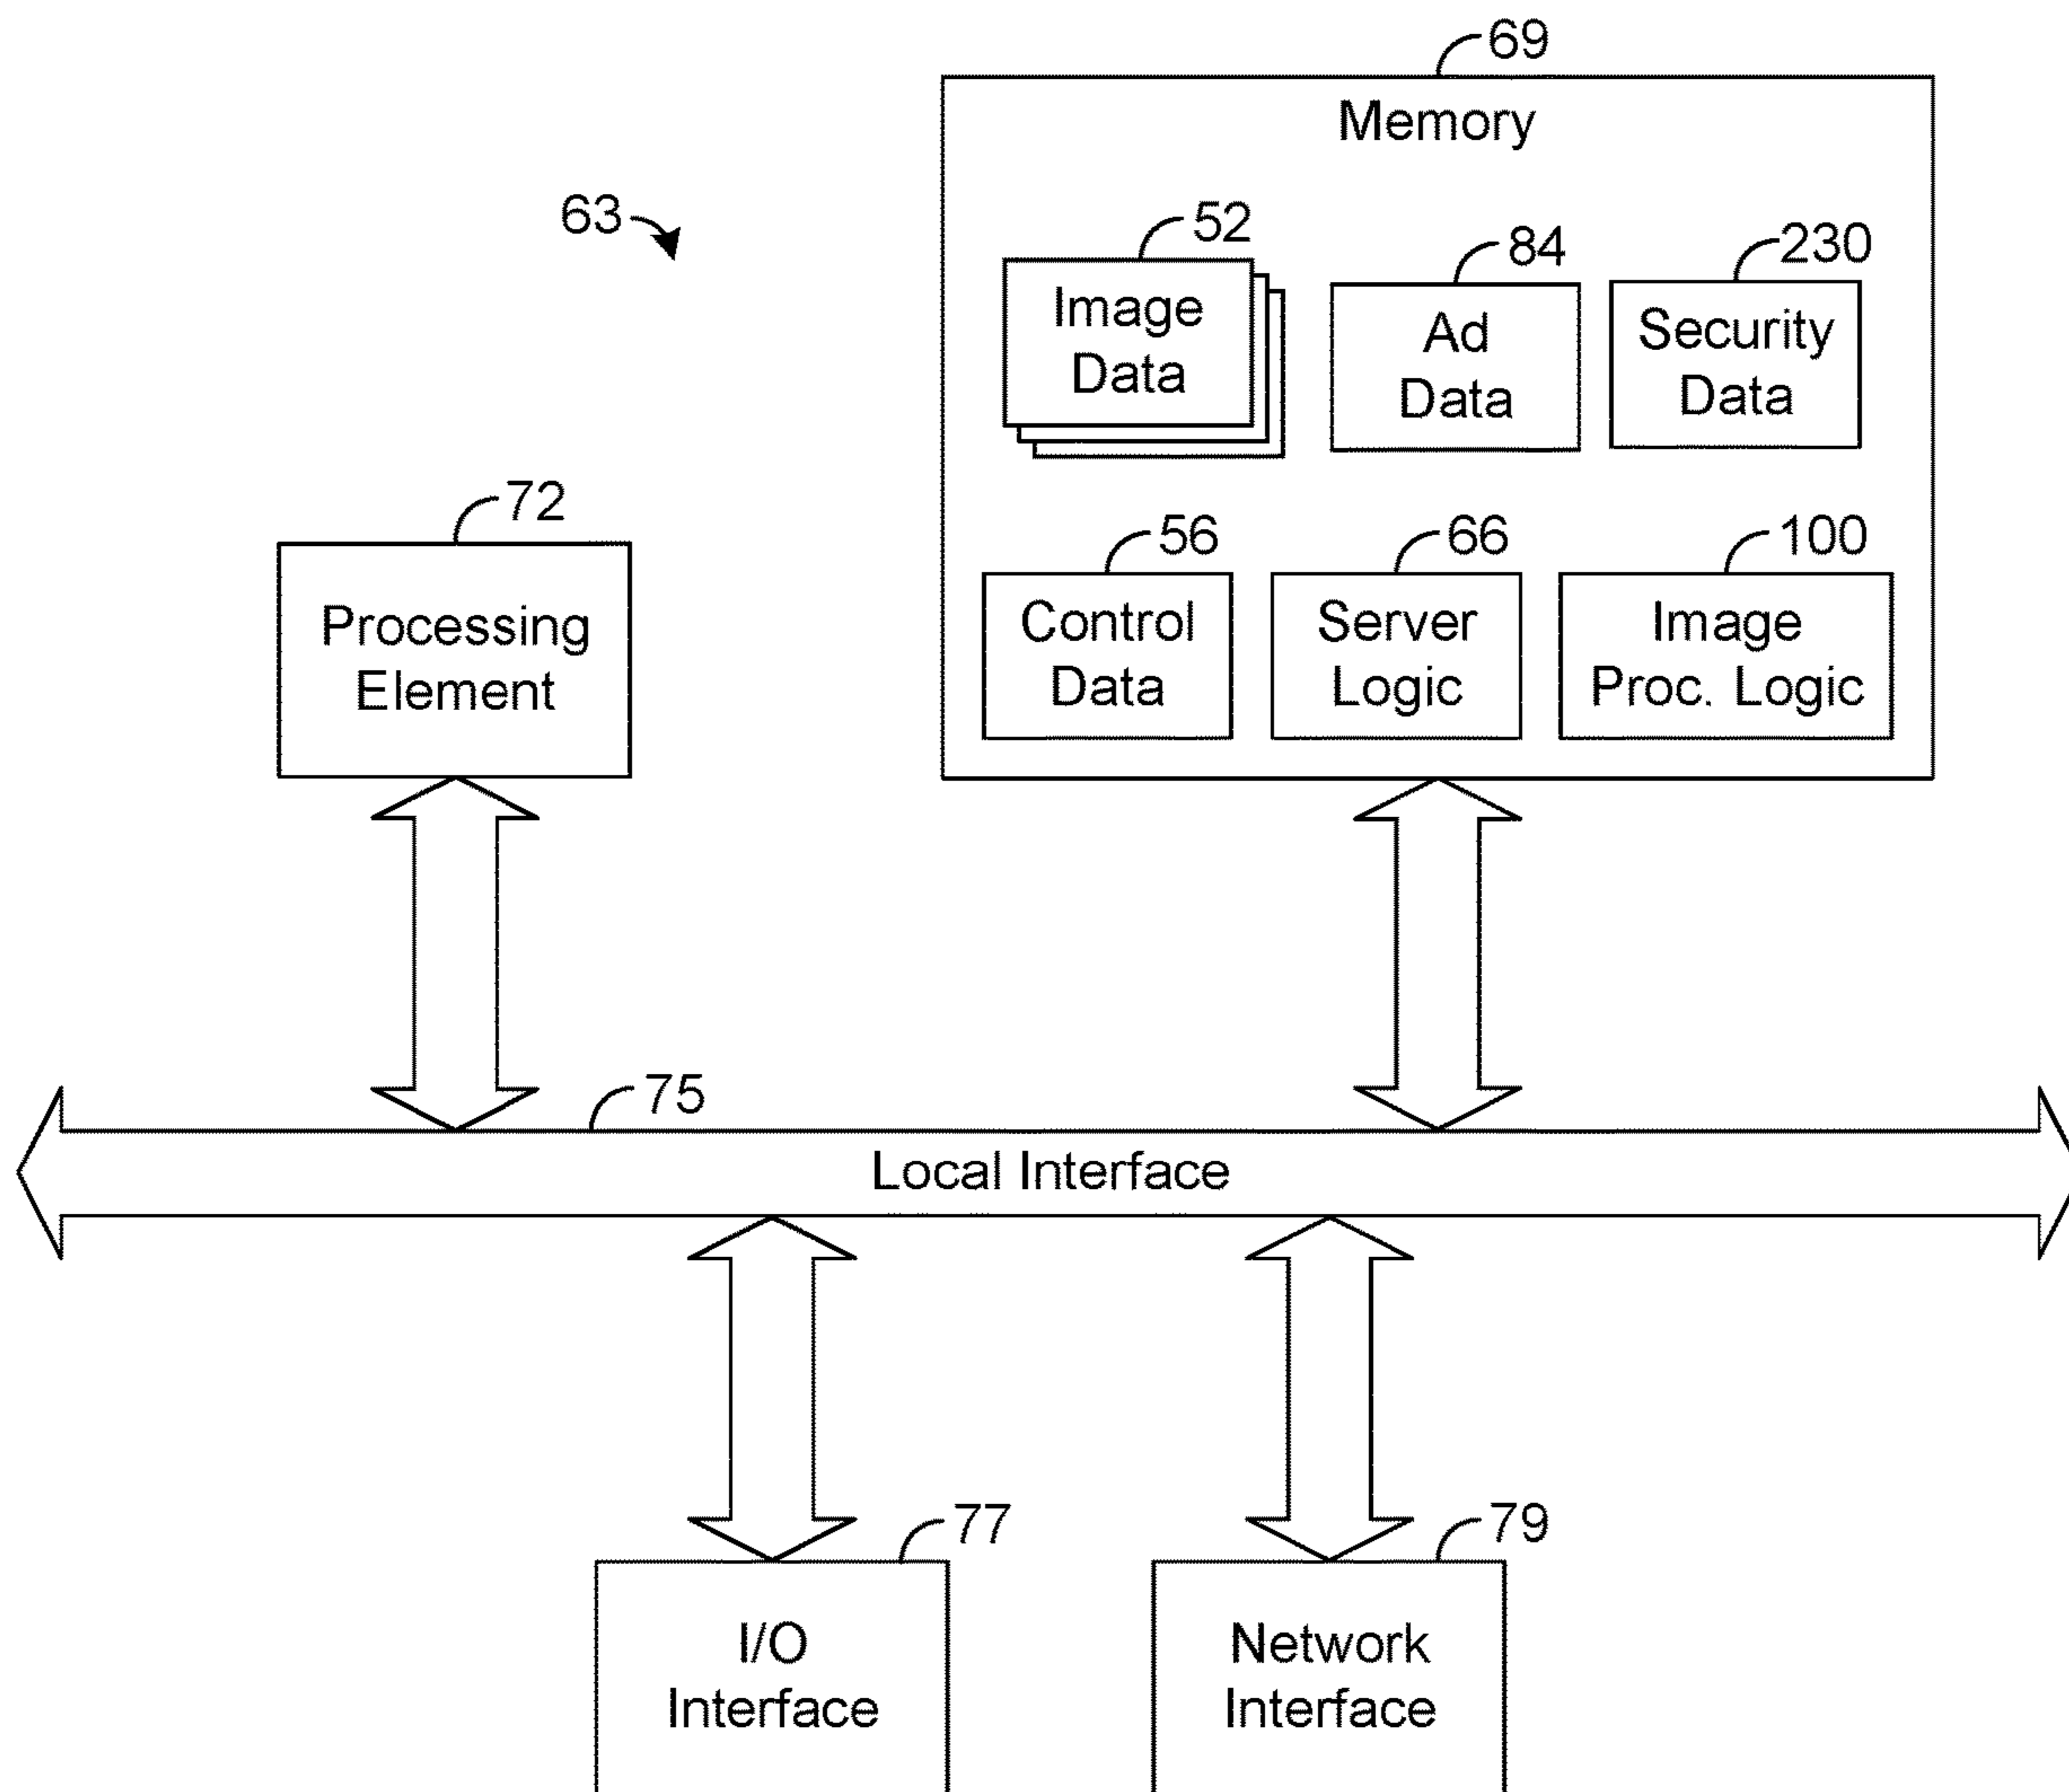 69
Memory
63
52
84
230
Image
Data
Ad
Data
Security
Data
72
56
66
100
Processing
Element
Control
Data
Server
Logic
Image
Proc. Logic
75
Local Interface
77
79
I/O
Interface
Network
Interface